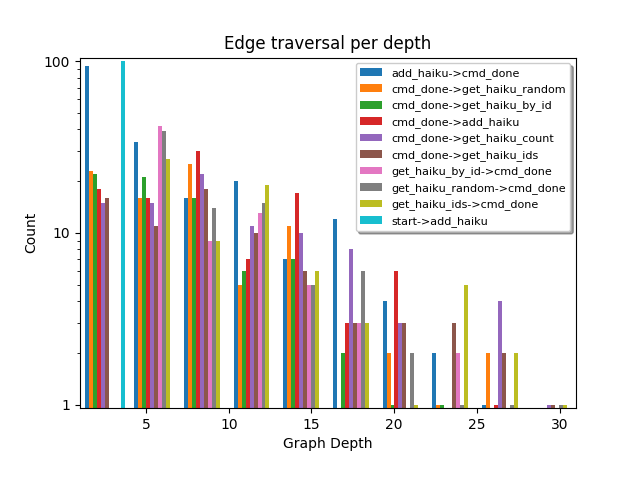 Edge traversal per depth
100
10
1
Count
add_haiku->cmd_done
cmd_done->get_haiku_random
cmd_done->get_haiku_by_id
cmd_done->add_haiku
cmd_done->get_haiku_count
cmd_done->get_haiku_ids
get_haiku_by_id->cmd_done
get_haiku_random->cmd_done
get_haiku_ids->cmd_done
start->add_haiku
5 10 15 20 25 30
Graph Depth